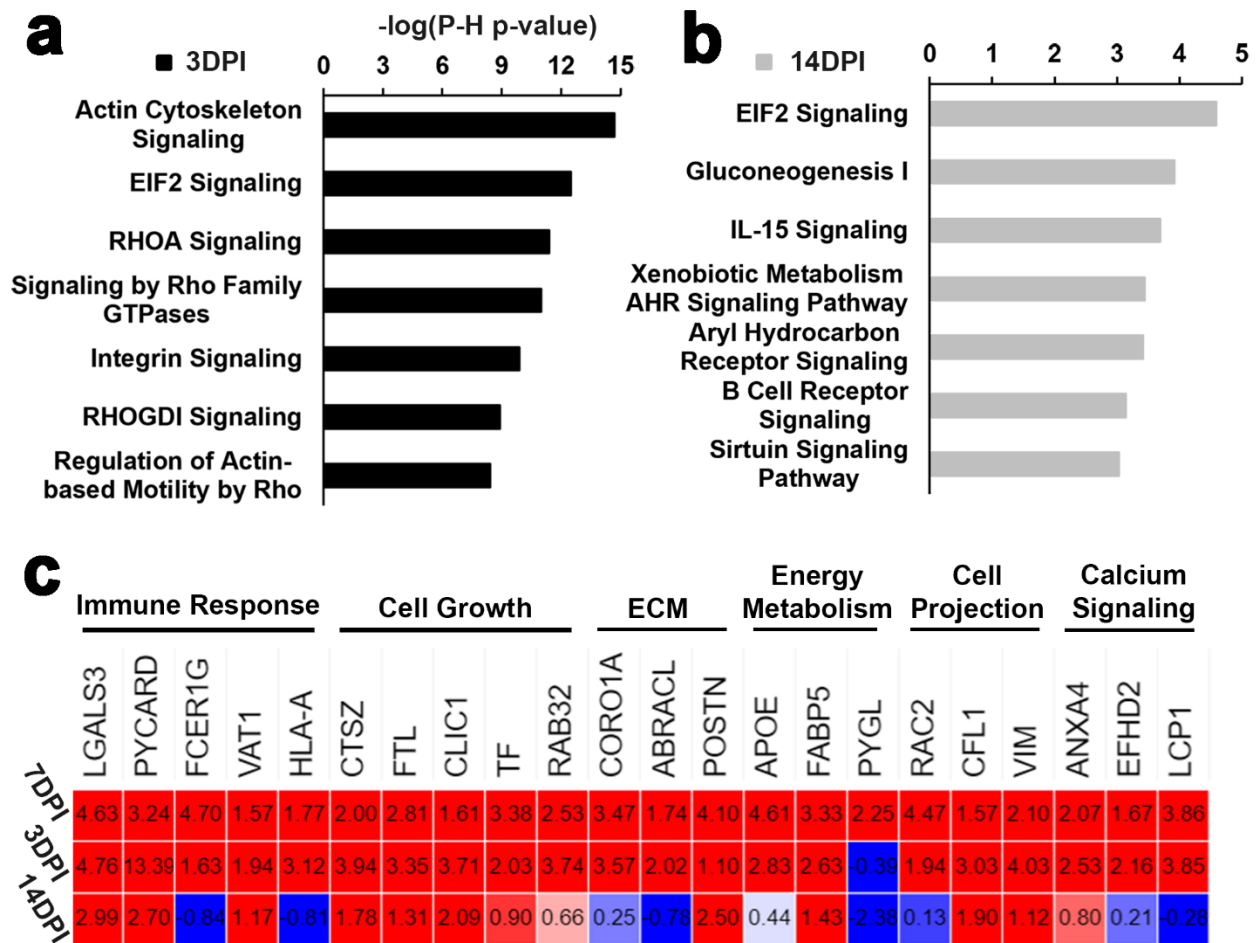 a
-log(P-H p-value)
3DPI
0 3 6 9 12 15
Actin Cytoskeleton
Signaling
EIF2 Signaling
RHOA Signaling
Signaling by Rho Family
GTPases
Integrin Signaling
RHOGDI Signaling
Regulation of Actin-
based Motility by Rho
b
14DPI
0 1 2 3 4 5
EIF2 Signaling
Gluconeogenesis I
IL-15 Signaling
Xenobiotic Metabolism
AHR Signaling Pathway
Aryl Hydrocarbon
Receptor Signaling
B Cell Receptor
Signaling
Sirtuin Signaling
Pathway
c
Immune Response
Cell Growth
ECM
Energy
Metabolism
Cell
Projection
Calcium
Signaling
LGALS3
PYCARD
FCER1G
VAT1
HLA-A
CTSZ
FTL
CLIC1
TF
RAB32
CORO1A
ABRACL
POSTN
APOE
FABP5
PYGL
RAC2
CFL1
VIM
ANXA4
EFHD2
LCP1
7DPI 4.63 3.24 4.70 1.57 1.77 2.00 2.81 1.61 3.38 2.53 3.47 1.74 4.10 4.61 3.33 2.25 4.47 1.57 2.10 2.07 1.67 3.86
3DPI 4.76 13.39 1.63 1.94 3.12 3.94 3.35 3.71 2.03 3.74 3.57 2.02 1.10 2.83 2.63 -0.39 1.94 3.03 4.03 2.53 2.16 3.85
14DPI 2.99 2.70 -0.84 1.17 -0.81 1.78 1.31 2.09 0.90 0.66 0.25 -0.78 2.50 0.44 1.43 -2.38 0.13 1.90 1.12 0.80 0.21 -0.28